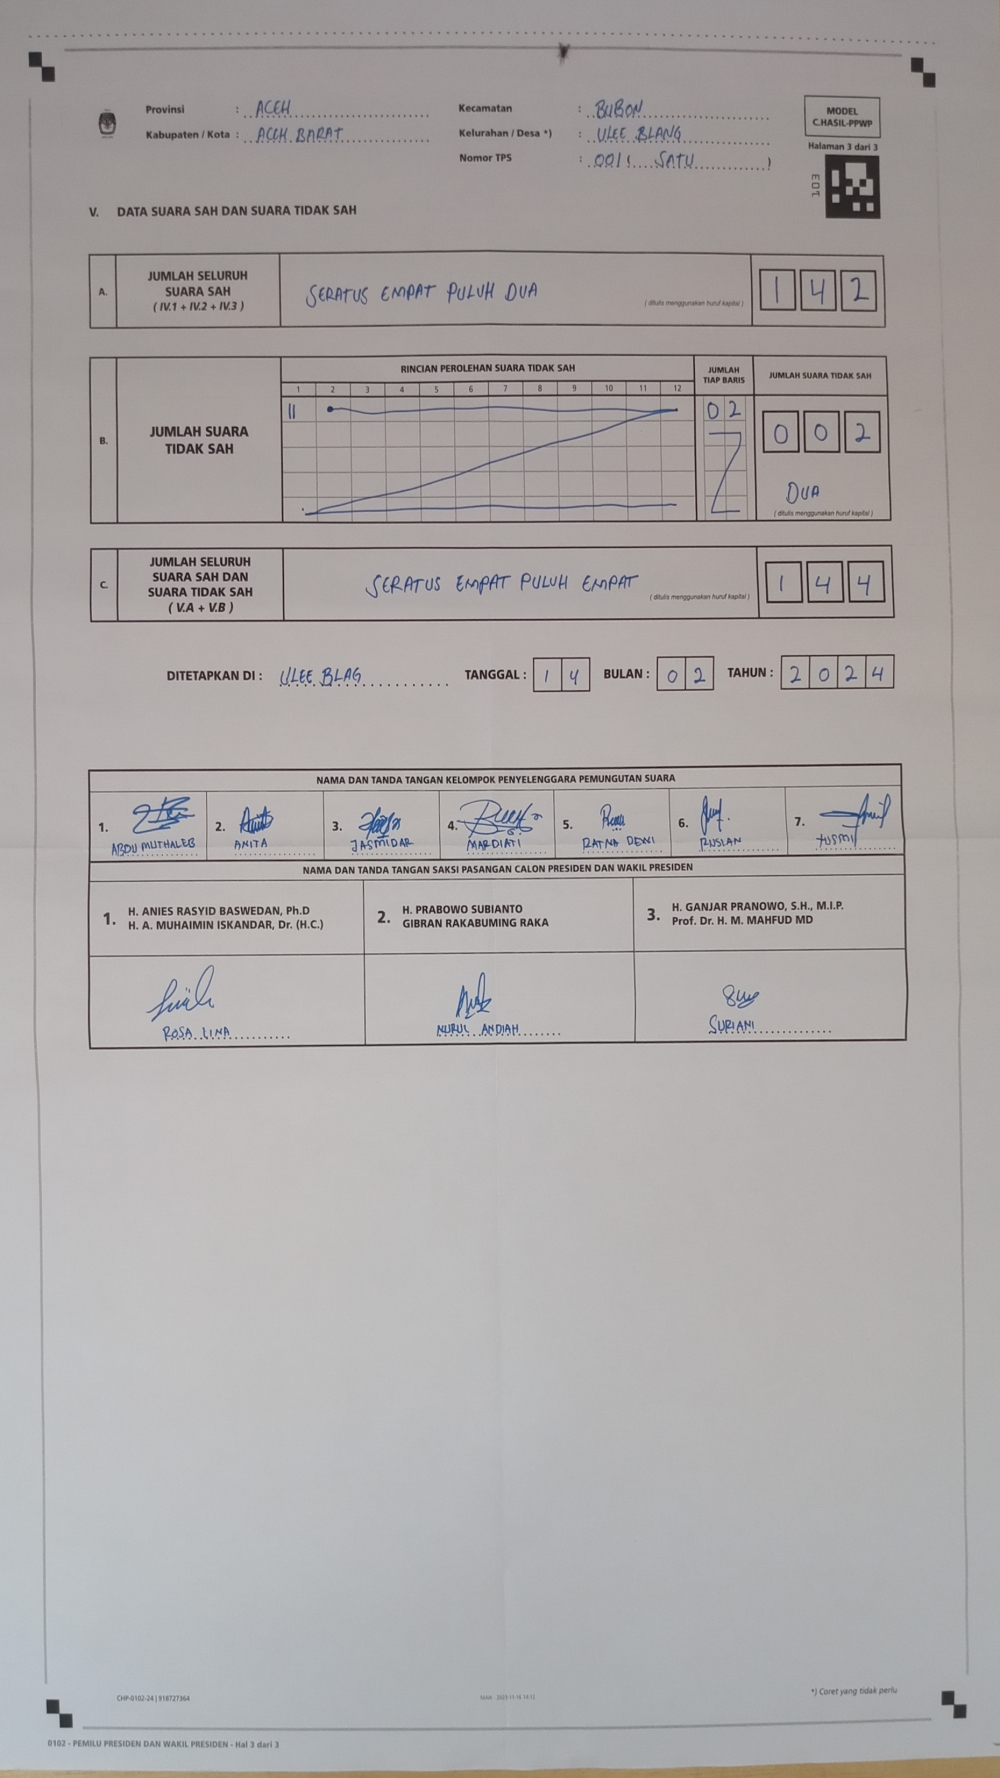 Provinsi : ACEH
Kabupaten / Kota : ACEH BARAT
Kecamatan : BUBON
Kelurahan / Desa *) : ULEE BLANG
Nomor TPS : 001 ( SATU )
MODEL
C.HASIL-PPWP
Halaman 3 dari 3
E01
V. DATA SUARA SAH DAN SUARA TIDAK SAH
A. JUMLAH SELURUH
SUARA SAH
( IV.1 + IV.2 + IV.3 )
SERATUS EMPAT PULUH DUA
( ditulis menggunakan huruf kapital )
1 4 2
RINCIAN PEROLEHAN SUARA TIDAK SAH
JUMLAH
TIAP BARIS
JUMLAH SUARA TIDAK SAH
1 2 3 4 5 6 7 8 9 10 11 12
B. JUMLAH SUARA
TIDAK SAH
02
0 0 2
DUA
( ditulis menggunakan huruf kapital )
C. JUMLAH SELURUH
SUARA SAH DAN
SUARA TIDAK SAH
( V.A + V.B )
SERATUS EMPAT PULUH EMPAT
( ditulis menggunakan huruf kapital )
1 4 4
DITETAPKAN DI : ULEE BLAG TANGGAL : 1 4 BULAN : 0 2 TAHUN : 2 0 2 4
NAMA DAN TANDA TANGAN KELOMPOK PENYELENGGARA PEMUNGUTAN SUARA
1. 2. 3. 4. 5. 6. 7.
ABDU MUTHALEB ANITA JASMIDAR MARDIATI RATNA DEWI RUSLAN YUSMI
NAMA DAN TANDA TANGAN SAKSI PASANGAN CALON PRESIDEN DAN WAKIL PRESIDEN
1. H. ANIES RASYID BASWEDAN, Ph.D
H. A. MUHAIMIN ISKANDAR, Dr. (H.C.)
2. H. PRABOWO SUBIANTO
GIBRAN RAKABUMING RAKA
3. H. GANJAR PRANOWO, S.H., M.I.P.
Prof. Dr. H. M. MAHFUD MD
ROSA LINA NURUL ANDIAH SURIANI
CHP-0102-24 | 918727364
*) Coret yang tidak perlu
0102 - PEMILU PRESIDEN DAN WAKIL PRESIDEN - Hal 3 dari 3